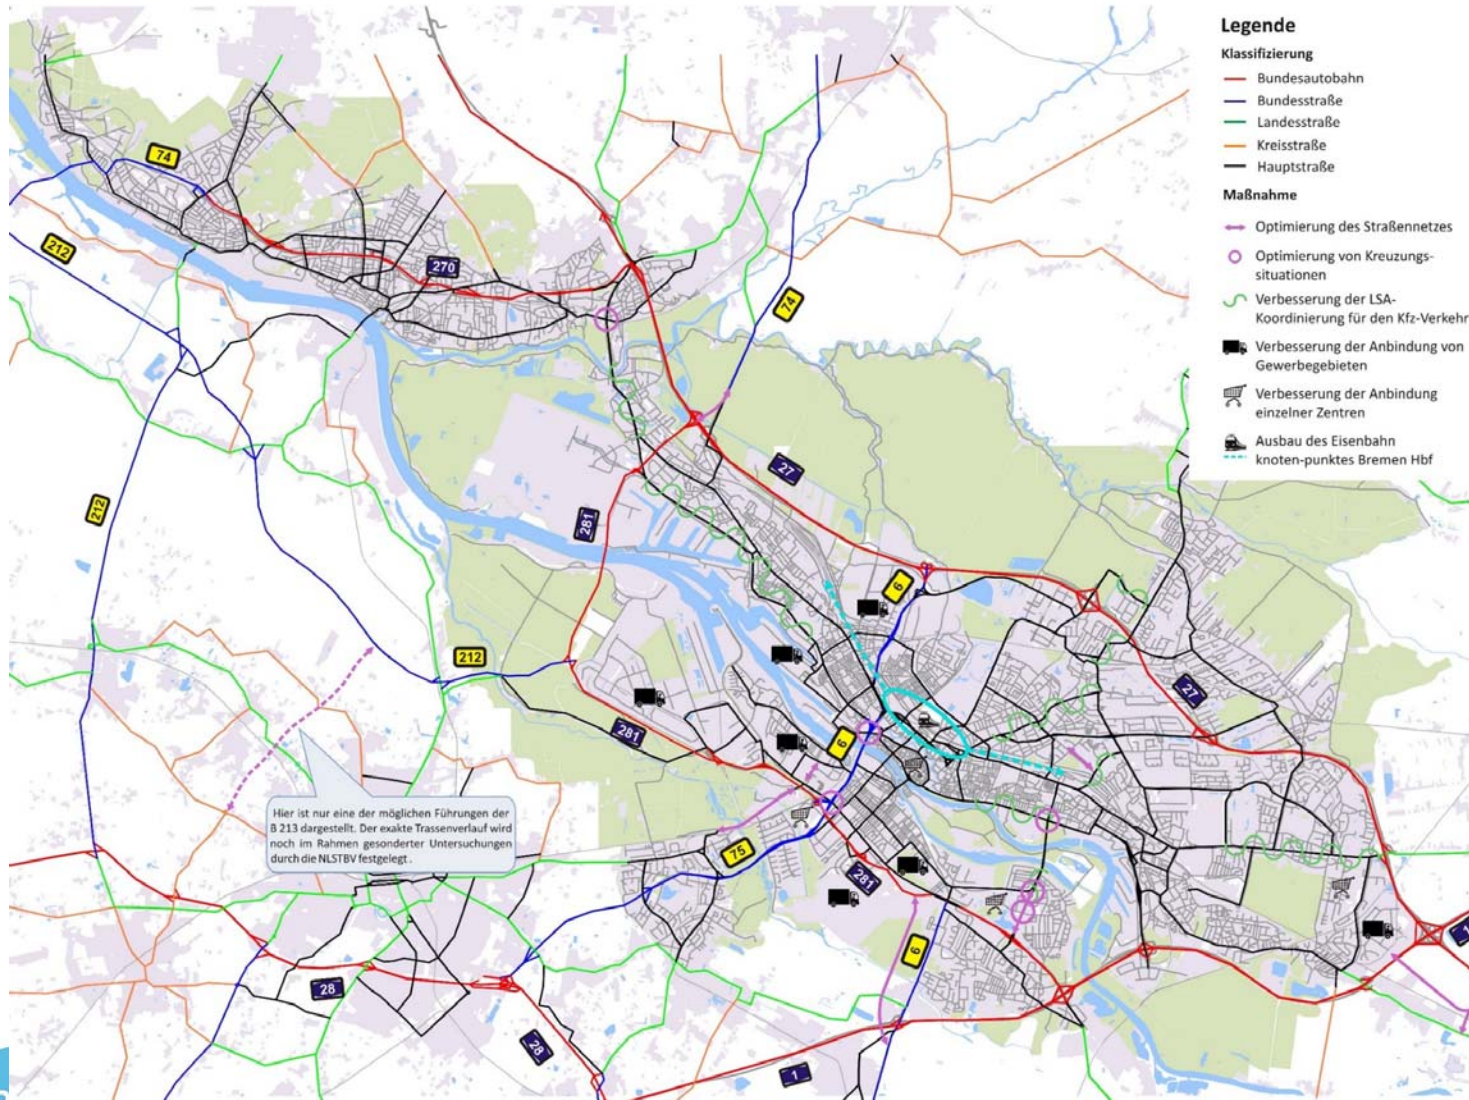 Legende
Klassifizierung
Bundesautobahn
Bundesstraße
Landesstraße
Kreisstraße
Hauptstraße
Maßnahme
Optimierung des Straßennetzes
Optimierung von Kreuzungs-
situationen
Verbesserung der LSA-
Koordinierung für den Kfz-Verkehr
Verbesserung der Anbindung von
Gewerbegebieten
Verbesserung der Anbindung
einzelner Zentren
Ausbau des Eisenbahn
knoten-punktes Bremen Hbf
74
212
270
74
27
212
281
6
212
27
281
6
Hier ist nur eine der möglichen Führungen der
B 213 dargestellt. Der exakte Trassenverlauf wird
noch im Rahmen gesonderter Untersuchungen
durch die NLSTBV festgelegt .
75
281
6
1
28
28
1